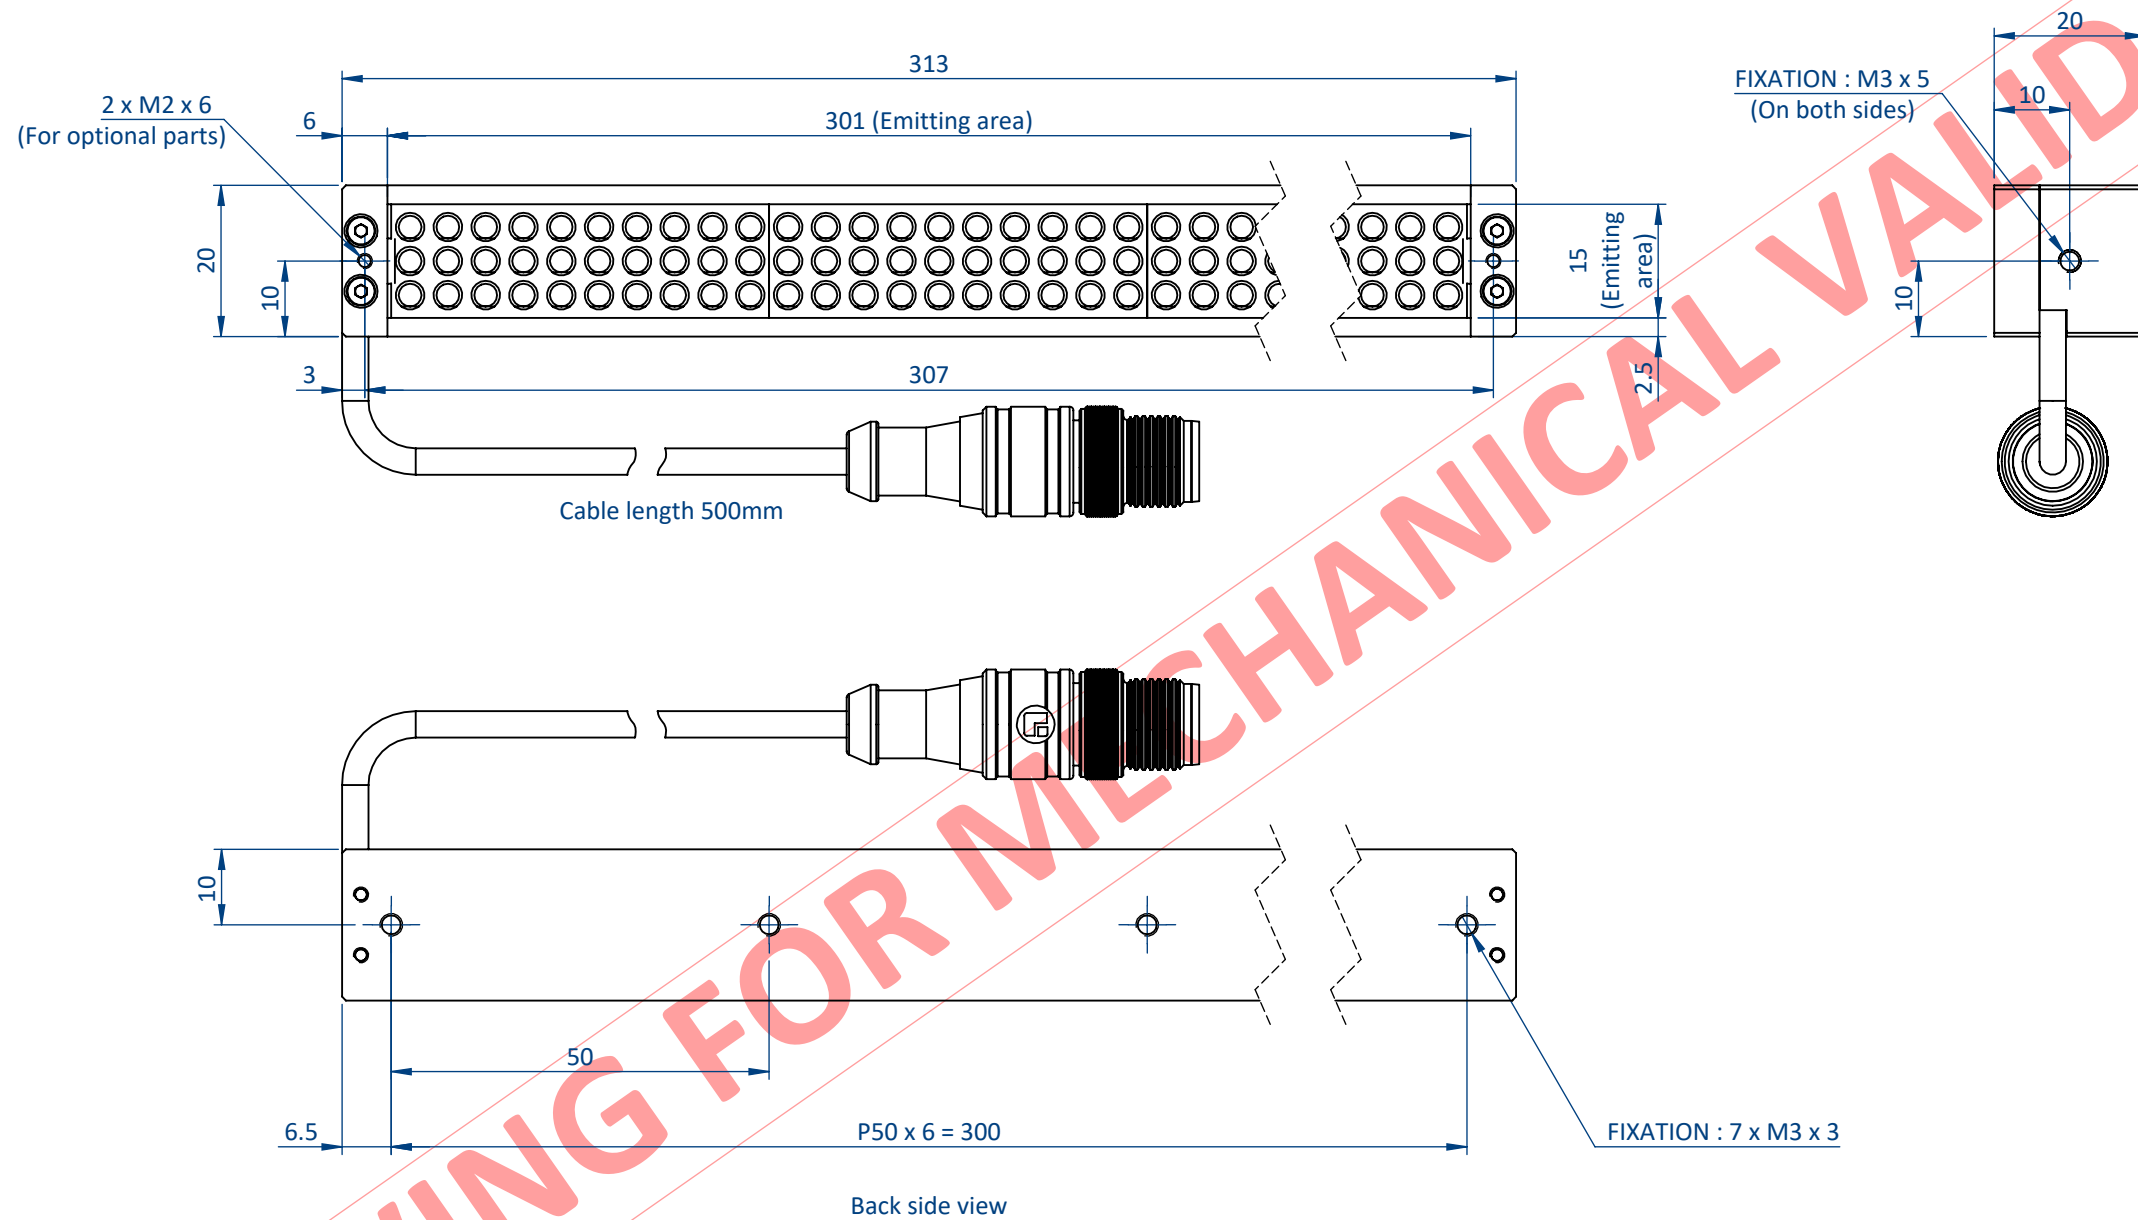 313
20
2 x M2 x 6
(For optional parts)
6
301 (Emitting area)
FIXATION : M3 x 5
(On both sides)
10
20
10
15
(Emitting
area)
10
3
307
2.5
Cable length 500mm
10
50
6.5
P50 x 6 = 300
FIXATION : 7 x M3 x 3
Back side view
WING FOR MECHANICAL VALID